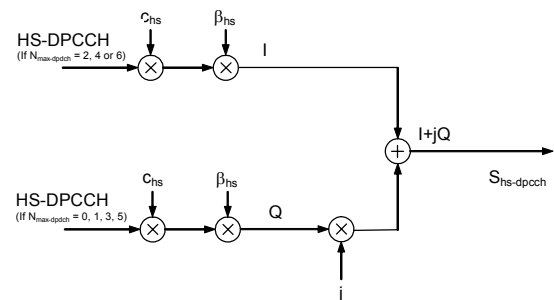 c_hs β_hs
HS-DPCCH
(If N_max-dpdch = 2, 4 or 6)
I
I+jQ
S_hs-dpcch
c_hs β_hs
HS-DPCCH
(If N_max-dpdch = 0, 1, 3, 5)
Q
j